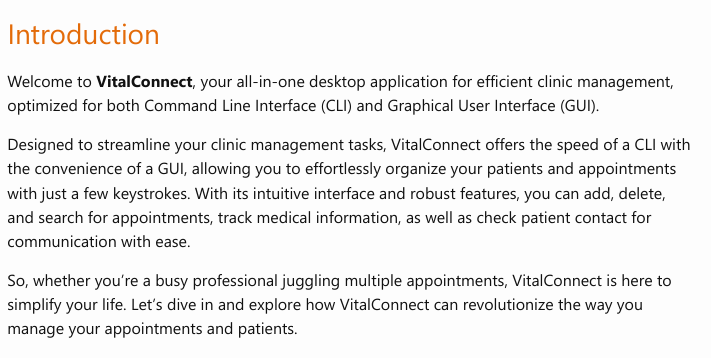 Introduction
Welcome to VitalConnect, your all-in-one desktop application for efficient clinic management,
optimized for both Command Line Interface (CLI) and Graphical User Interface (GUI).
Designed to streamline your clinic management tasks, VitalConnect offers the speed of a CLI with
the convenience of a GUI, allowing you to effortlessly organize your patients and appointments
with just a few keystrokes. With its intuitive interface and robust features, you can add, delete,
and search for appointments, track medical information, as well as check patient contact for
communication with ease.
So, whether you’re a busy professional juggling multiple appointments, VitalConnect is here to
simplify your life. Let’s dive in and explore how VitalConnect can revolutionize the way you
manage your appointments and patients.